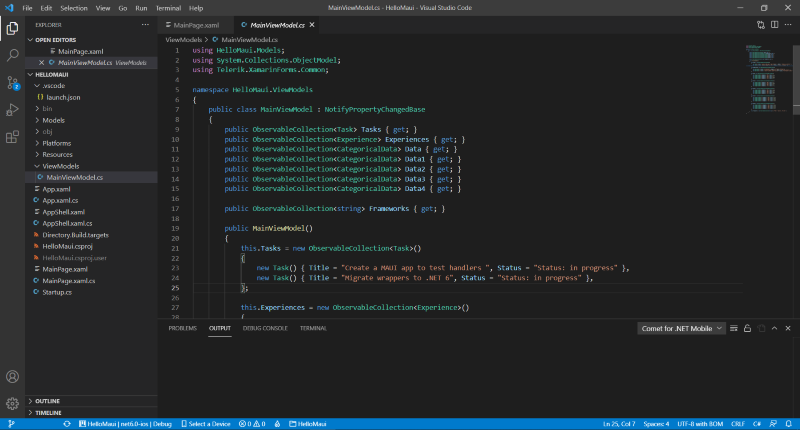 File Edit Selection View Go Run Terminal Help
MainViewModel.cs - HelloMaui - Visual Studio Code
EXPLORER
OPEN EDITORS
MainPage.xaml
MainViewModel.cs ViewModels
HELLOMAUI
.vscode
launch.json
bin
Models
obj
Platforms
Resources
ViewModels
MainViewModel.cs
App.xaml
App.xaml.cs
AppShell.xaml
AppShell.xaml.cs
Directory.Build.targets
HelloMaui.csproj
HelloMaui.csproj.user
MainPage.xaml
MainPage.xaml.cs
Startup.cs
OUTLINE
TIMELINE
2
MainPage.xaml MainViewModel.cs
ViewModels > MainViewModel.cs
1 using HelloMaui.Models;
2 using System.Collections.ObjectModel;
3 using Telerik.XamarinForms.Common;
4
5 namespace HelloMaui.ViewModels
6 {
7 public class MainViewModel : NotifyPropertyChangedBase
8 {
9 public ObservableCollection<Task> Tasks { get; }
10 public ObservableCollection<Experience> Experiences { get; }
11 public ObservableCollection<CategoricalData> Data { get; }
12 public ObservableCollection<CategoricalData> Data1 { get; }
13 public ObservableCollection<CategoricalData> Data2 { get; }
14 public ObservableCollection<CategoricalData> Data3 { get; }
15 public ObservableCollection<CategoricalData> Data4 { get; }
16
17 public ObservableCollection<string> Frameworks { get; }
18
19 public MainViewModel()
20 {
21 this.Tasks = new ObservableCollection<Task>()
22 {
23 new Task() { Title = "Create a MAUI app to test handlers ", Status = "Status: in progress" },
24 new Task() { Title = "Migrate wrappers to .NET 6", Status = "Status: in progress" },
25 };
26
27 this.Experiences = new ObservableCollection<Experience>()
28 {
PROBLEMS OUTPUT DEBUG CONSOLE TERMINAL
Comet for .NET Mobile
HelloMaui | net6.0-ios | Debug Select a Device 0 0 HelloMaui
Ln 25, Col 7 Spaces: 4 UTF-8 with BOM CRLF C#